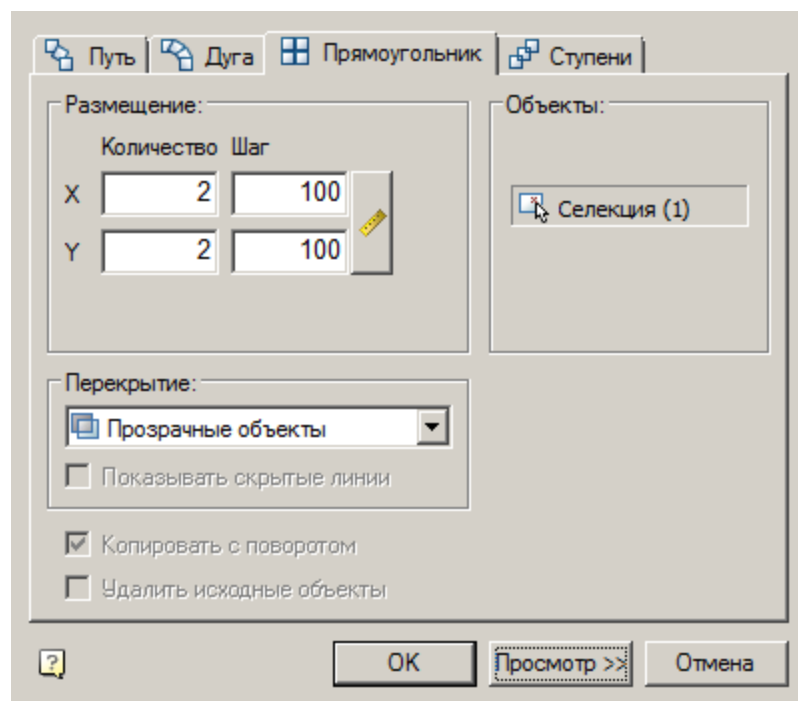 Путь Дуга Прямоугольник Ступени
Размещение: Объекты:
Количество Шаг
X 2 100
Селекция (1)
Y 2 100
Перекрытие:
Прозрачные объекты
Показывать скрытые линии
Копировать с поворотом
Удалить исходные объекты
? OK Просмотр >> Отмена